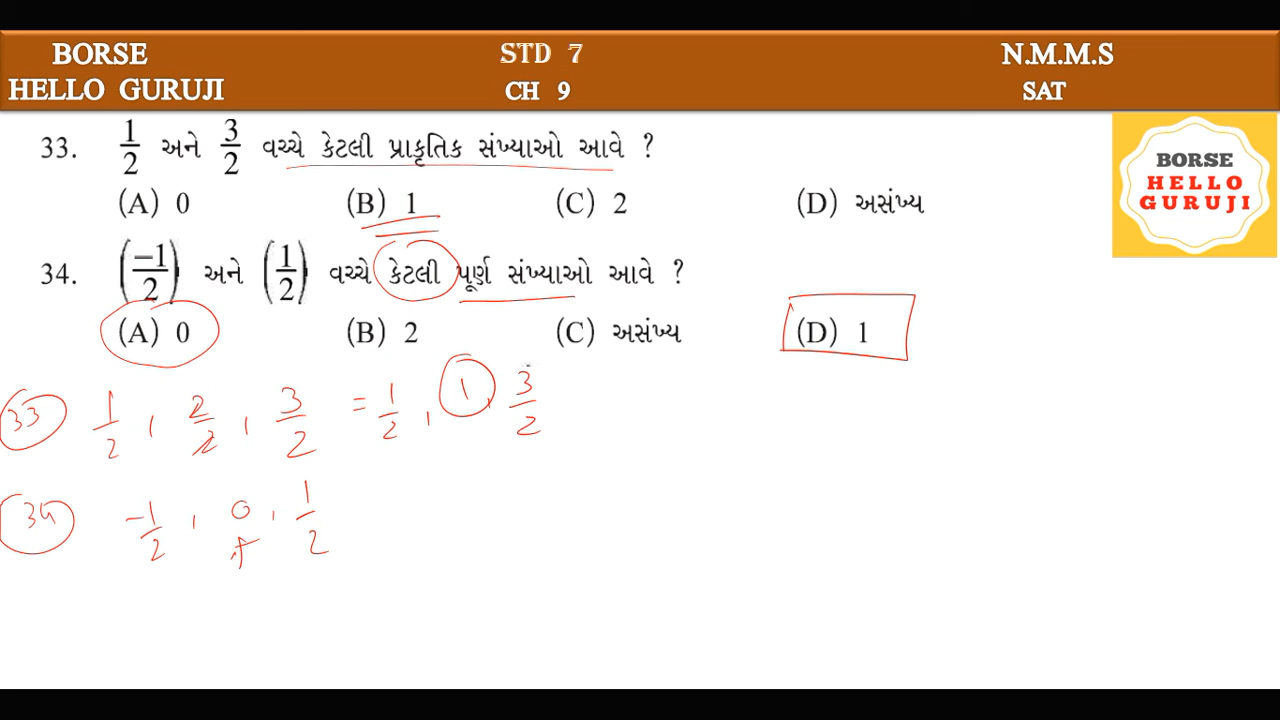 BORSE STD 7 N.M.M.S
HELLO GURUJI CH 9 SAT
33. 1/2 અને 3/2 વચ્ચે કેટલી પ્રાકૃતિક સંખ્યાઓ આવે ?
(A) 0 (B) 1 (C) 2 (D) અસંખ્ય
BORSE
HELLO
GURUJI
34. (-1/2) અને (1/2) વચ્ચે કેટલી પૂર્ણ સંખ્યાઓ આવે ?
(A) 0 (B) 2 (C) અસંખ્ય (D) 1
33 1/2 , 2/2 , 3/2 = 1/2 , 1 , 3/2
34 -1/2 , 0 , 1/2